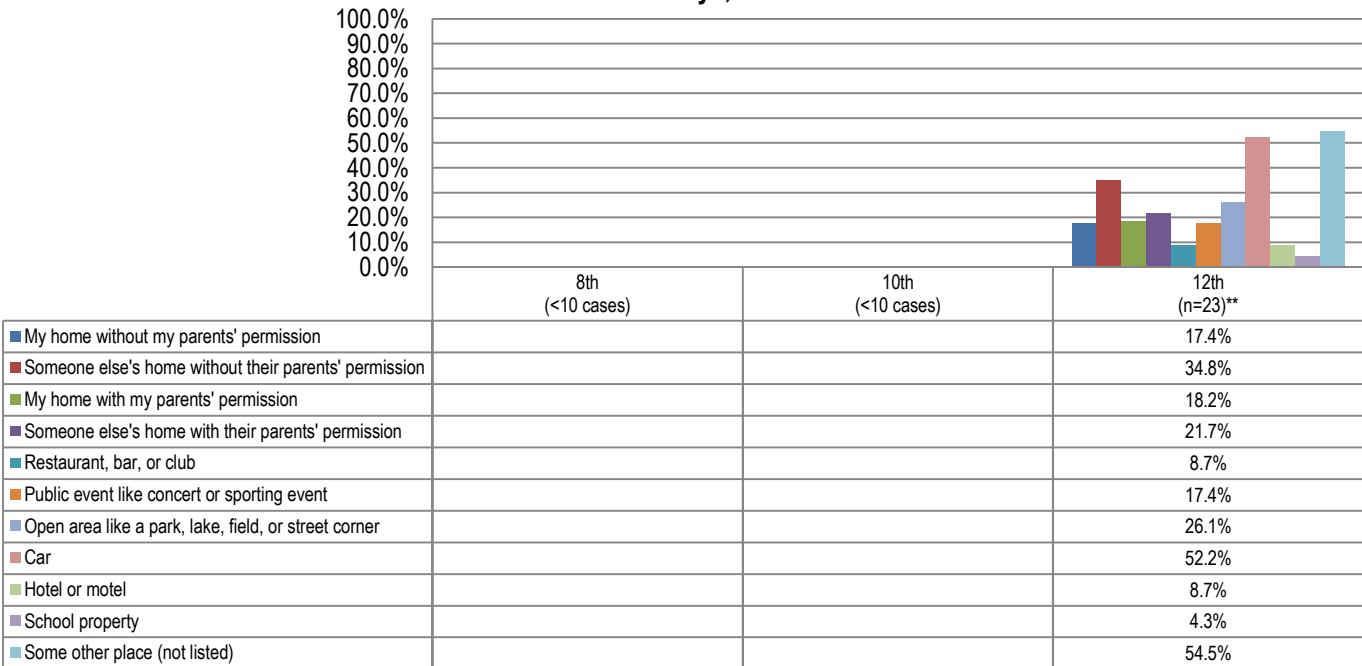 100.0%
90.0%
80.0%
70.0%
60.0%
50.0%
40.0%
30.0%
20.0%
10.0%
0.0%
8th 10th 12th
(<10 cases) (<10 cases) (n=23)**
My home without my parents' permission 17.4%
Someone else's home without their parents' permission 34.8%
My home with my parents' permission 18.2%
Someone else's home with their parents' permission 21.7%
Restaurant, bar, or club 8.7%
Public event like concert or sporting event 17.4%
Open area like a park, lake, field, or street corner 26.1%
Car 52.2%
Hotel or motel 8.7%
School property 4.3%
Some other place (not listed) 54.5%